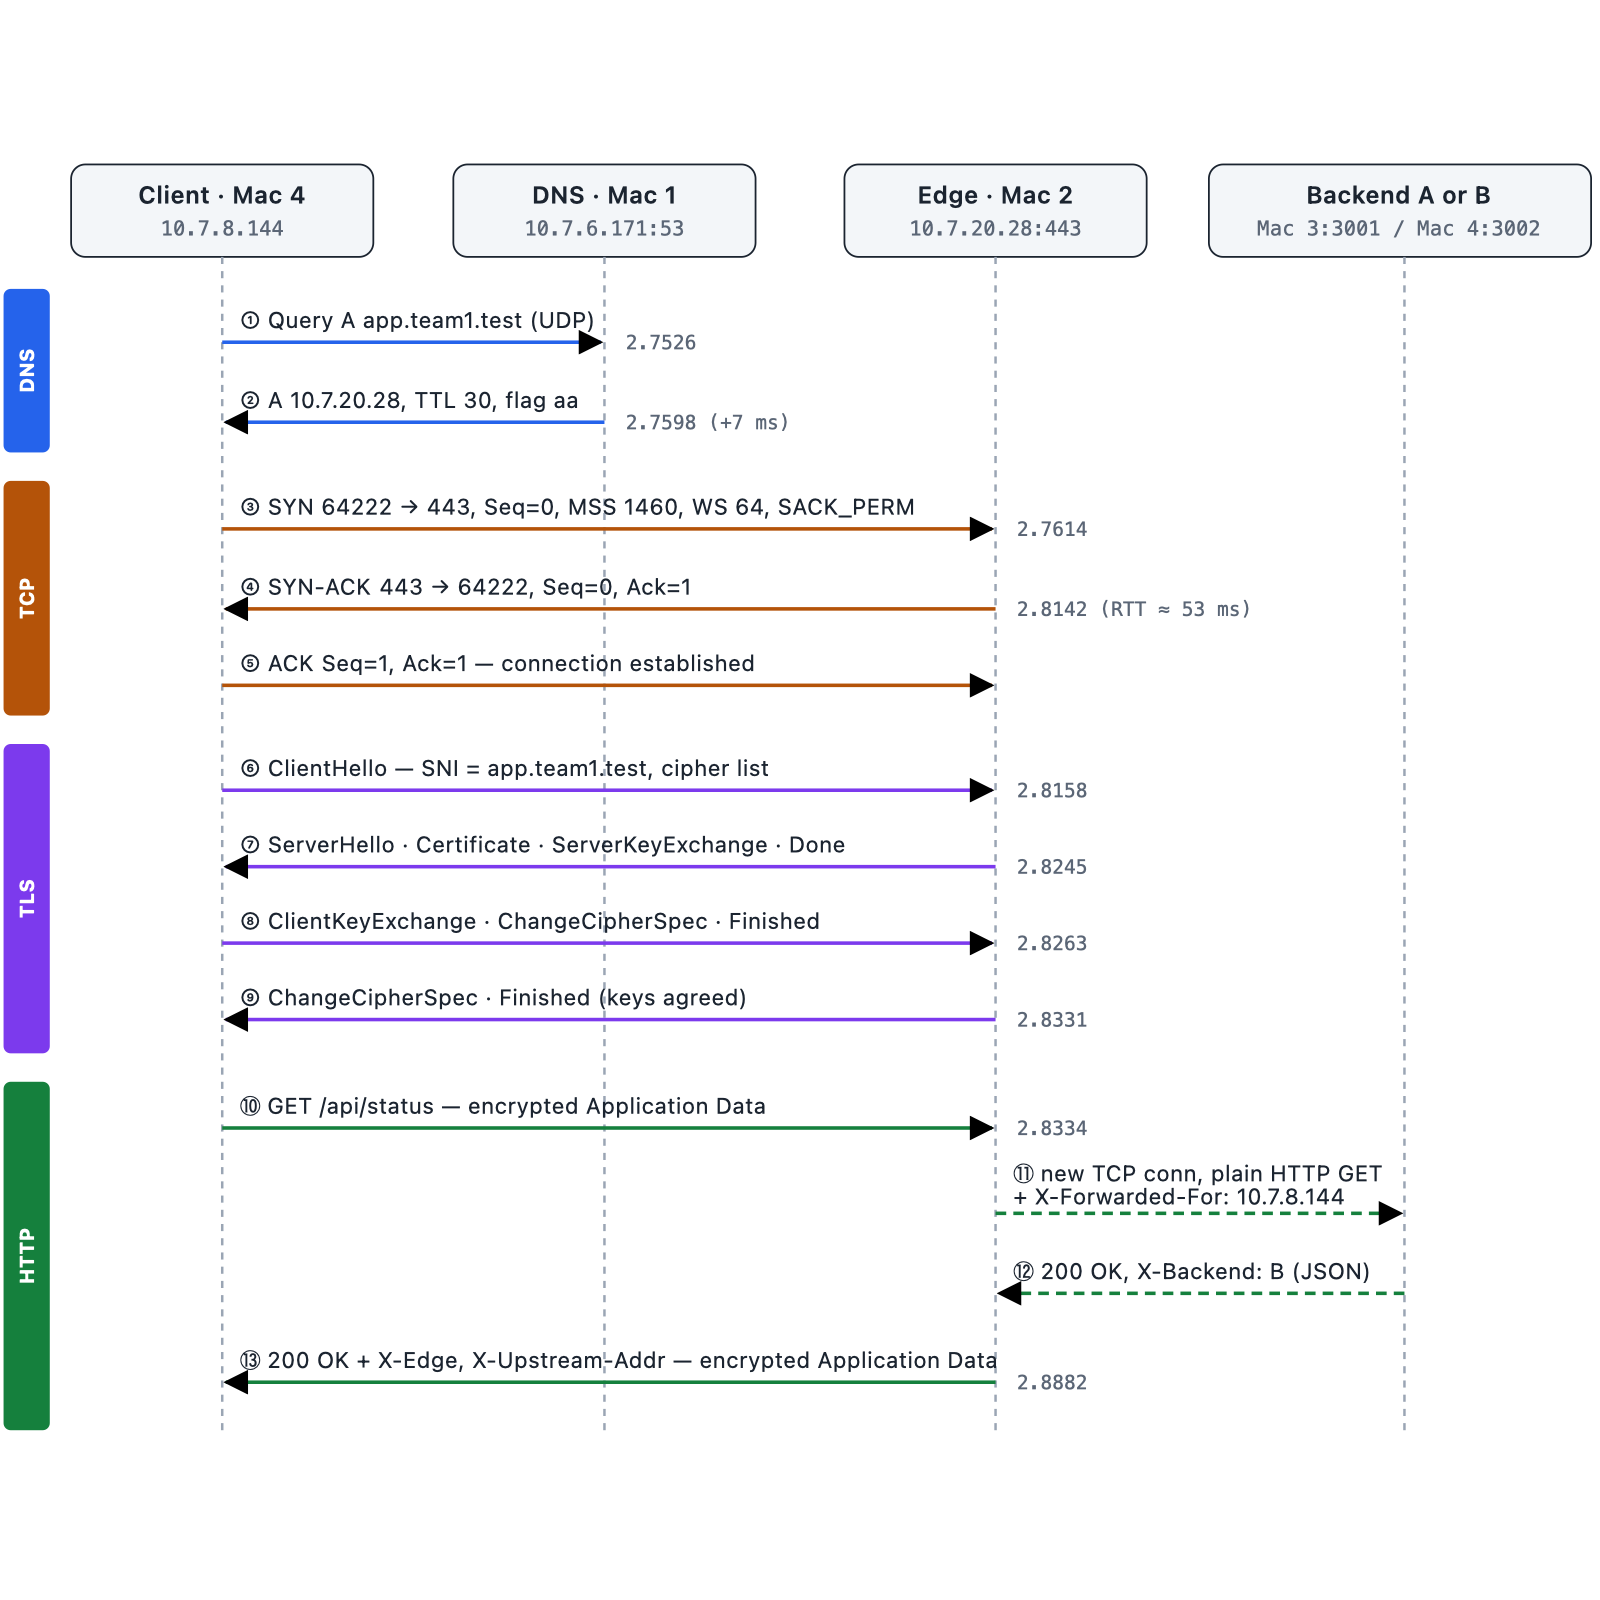 Client · Mac 4
10.7.8.144
DNS · Mac 1
10.7.6.171:53
Edge · Mac 2
10.7.20.28:443
Backend A or B
Mac 3:3001 / Mac 4:3002
DNS
① Query A app.team1.test (UDP)
2.7526
② A 10.7.20.28, TTL 30, flag aa
2.7598 (+7 ms)
TCP
③ SYN 64222 → 443, Seq=0, MSS 1460, WS 64, SACK_PERM
2.7614
④ SYN-ACK 443 → 64222, Seq=0, Ack=1
2.8142 (RTT ≈ 53 ms)
⑤ ACK Seq=1, Ack=1 — connection established
TLS
⑥ ClientHello — SNI = app.team1.test, cipher list
2.8158
⑦ ServerHello · Certificate · ServerKeyExchange · Done
2.8245
⑧ ClientKeyExchange · ChangeCipherSpec · Finished
2.8263
⑨ ChangeCipherSpec · Finished (keys agreed)
2.8331
HTTP
⑩ GET /api/status — encrypted Application Data
2.8334
⑪ new TCP conn, plain HTTP GET
+ X-Forwarded-For: 10.7.8.144
⑫ 200 OK, X-Backend: B (JSON)
⑬ 200 OK + X-Edge, X-Upstream-Addr — encrypted Application Data
2.8882